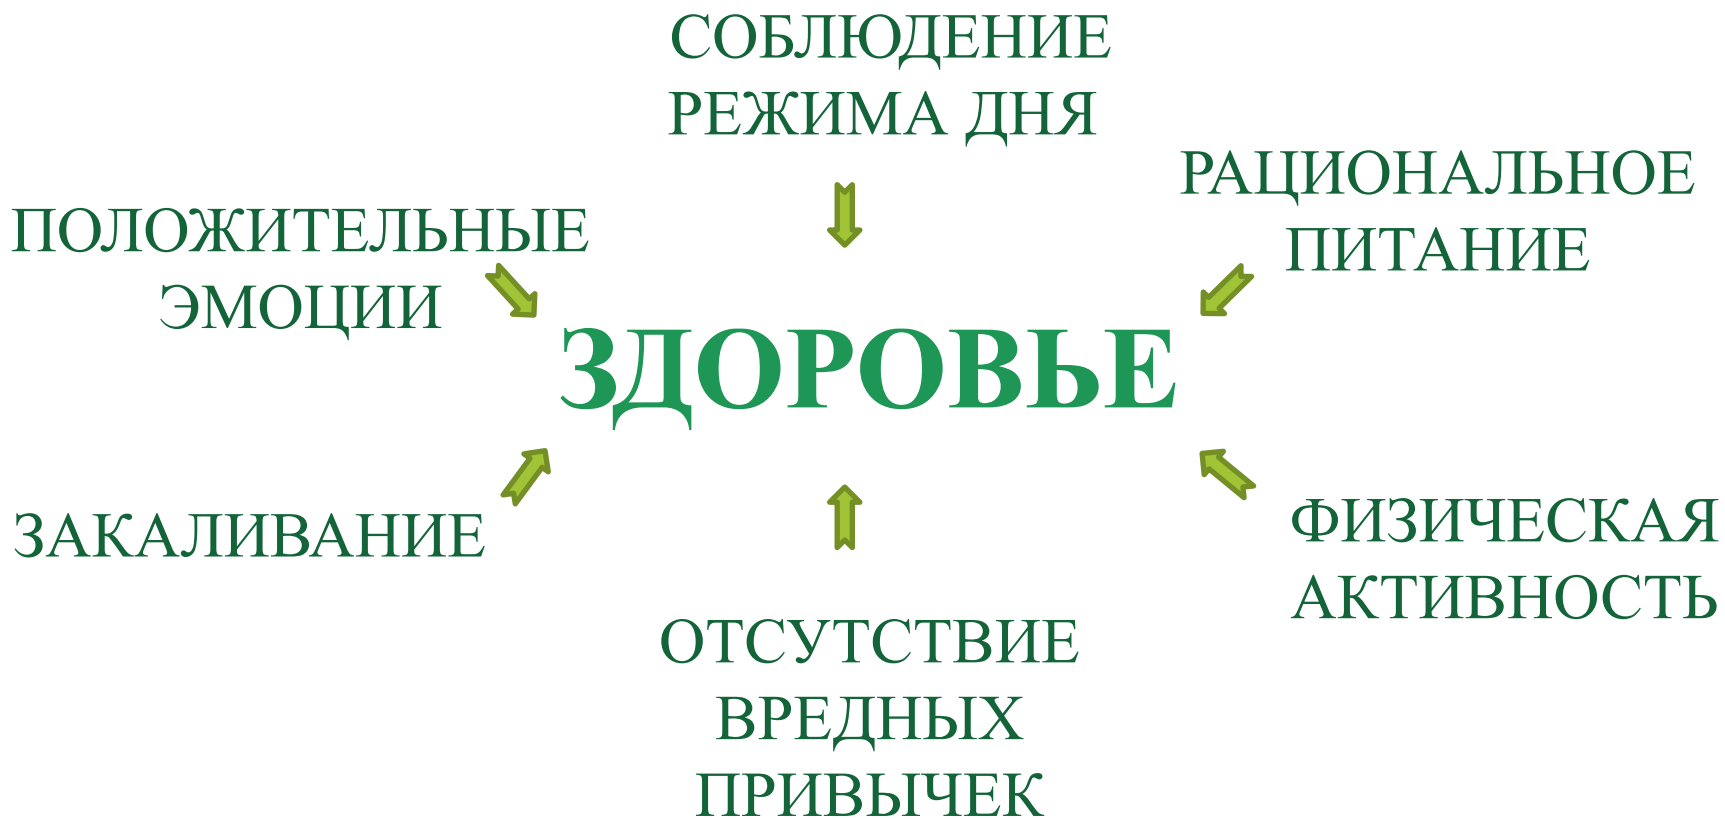 СОБЛЮДЕНИЕ
РЕЖИМА ДНЯ
РАЦИОНАЛЬНОЕ
ПИТАНИЕ
ПОЛОЖИТЕЛЬНЫЕ
ЭМОЦИИ
ЗДОРОВЬЕ
ЗАКАЛИВАНИЕ
ФИЗИЧЕСКАЯ
АКТИВНОСТЬ
ОТСУТСТВИЕ
ВРЕДНЫХ
ПРИВЫЧЕК